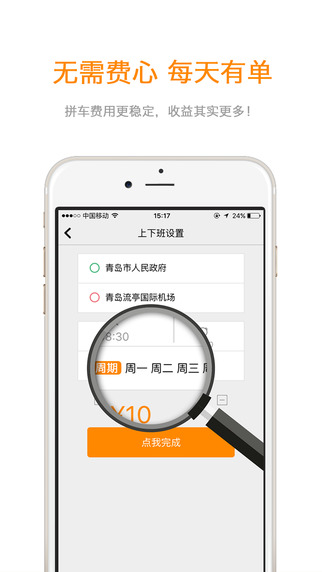 无需费心 每天有单
拼车费用更稳定，收益其实更多！
中国移动 15:17 24%
上下班设置
青岛市人民政府
青岛流亭国际机场
8:30
周期 周一 周二 周三
¥10
点我完成